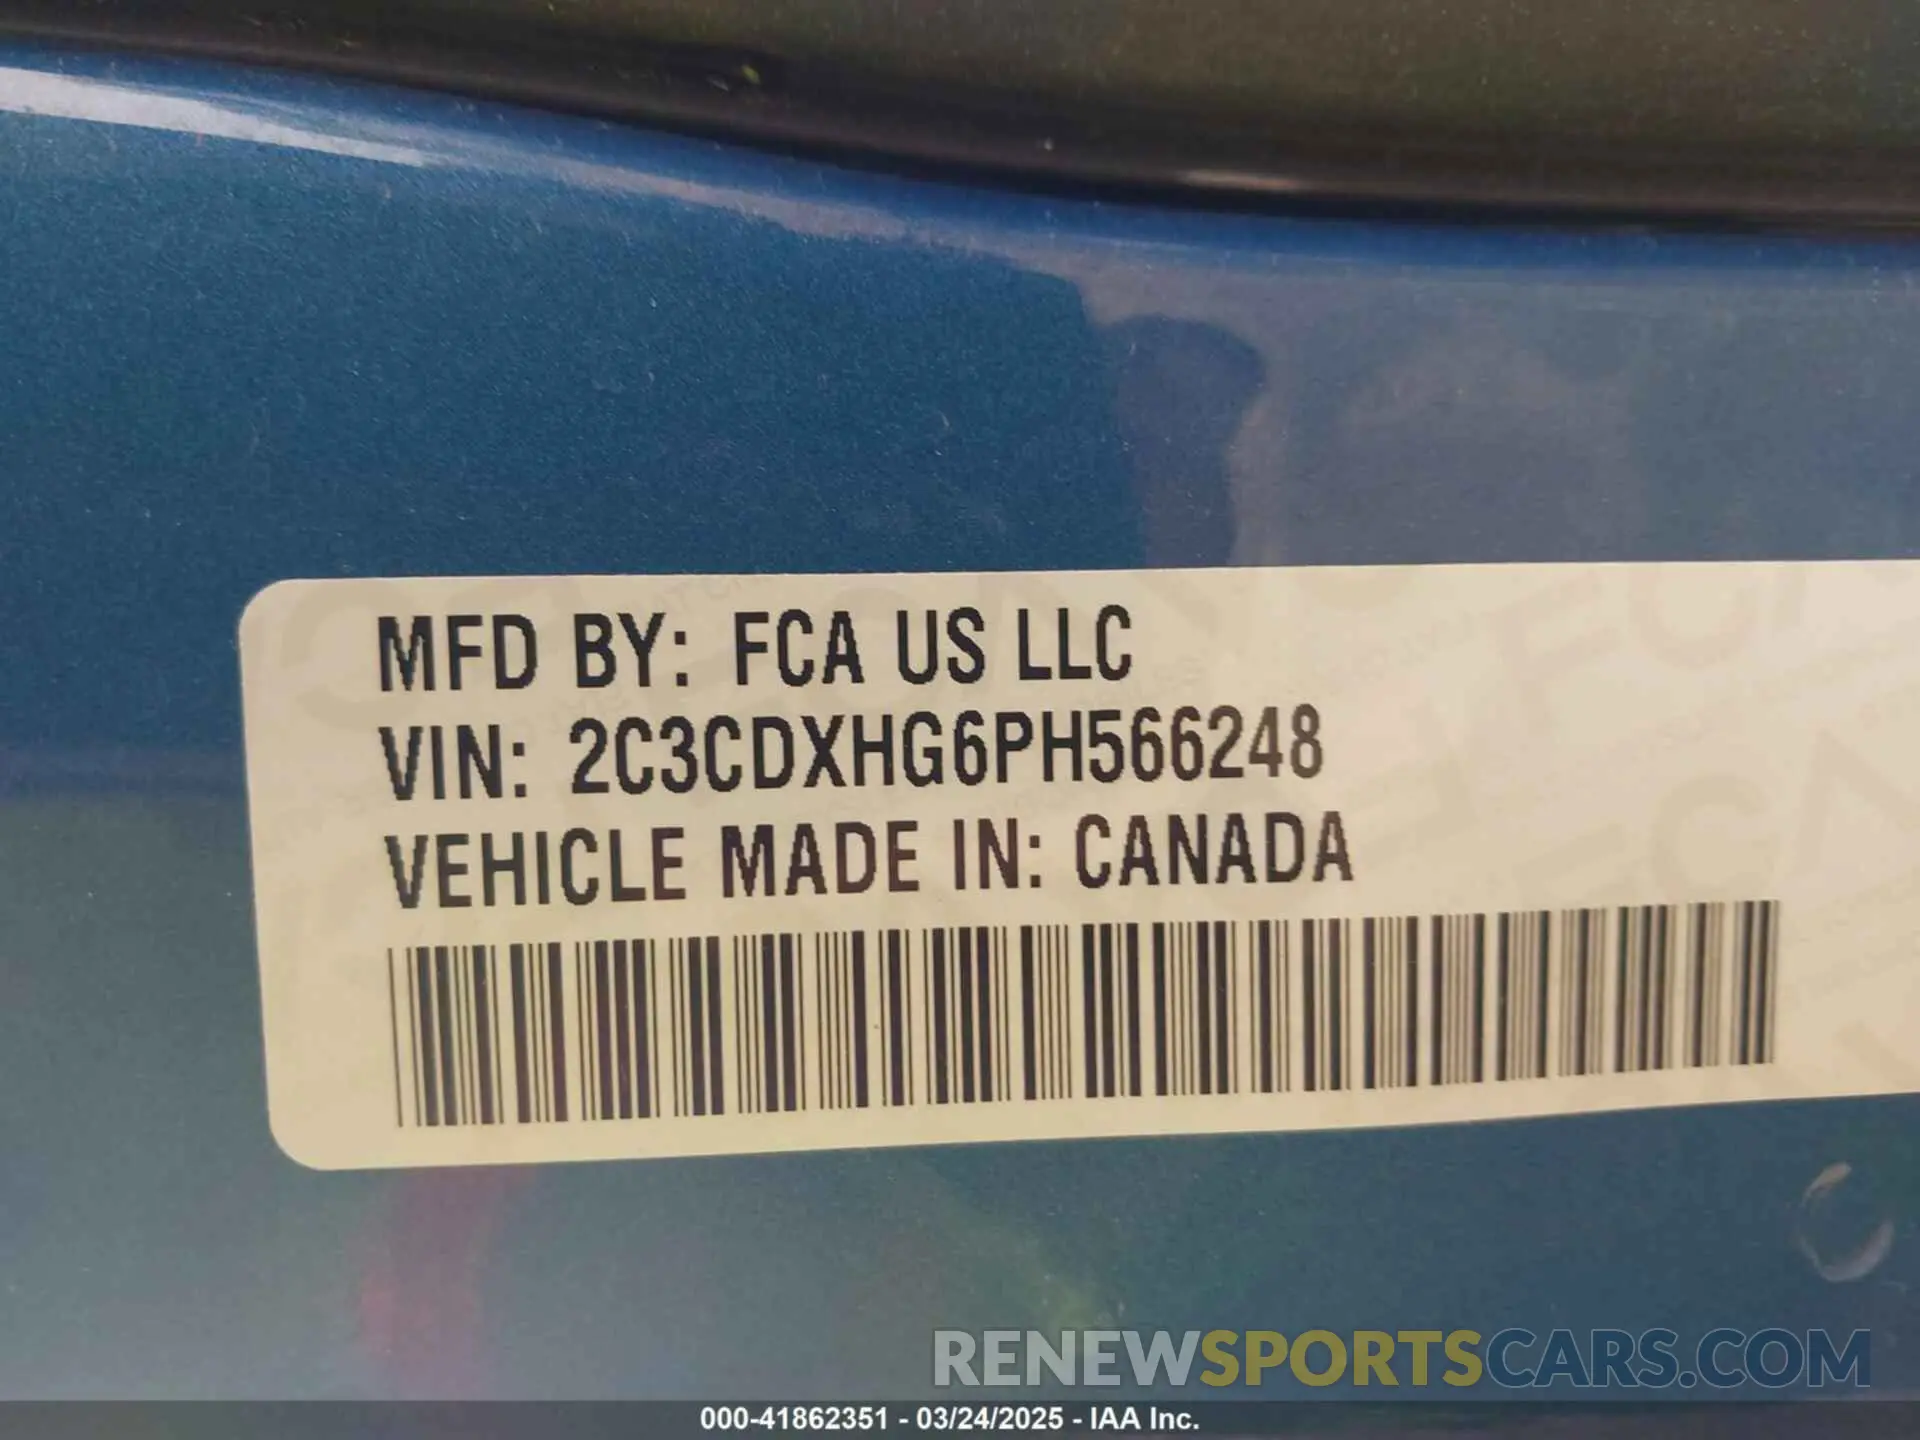 MFD BY: FCA US LLC
VIN: 2C3CDXHG6PH566248
VEHICLE MADE IN: CANADA
RENEWSPORTSCARS.COM
000-41862351 - 03/24/2025 - IAA Inc.